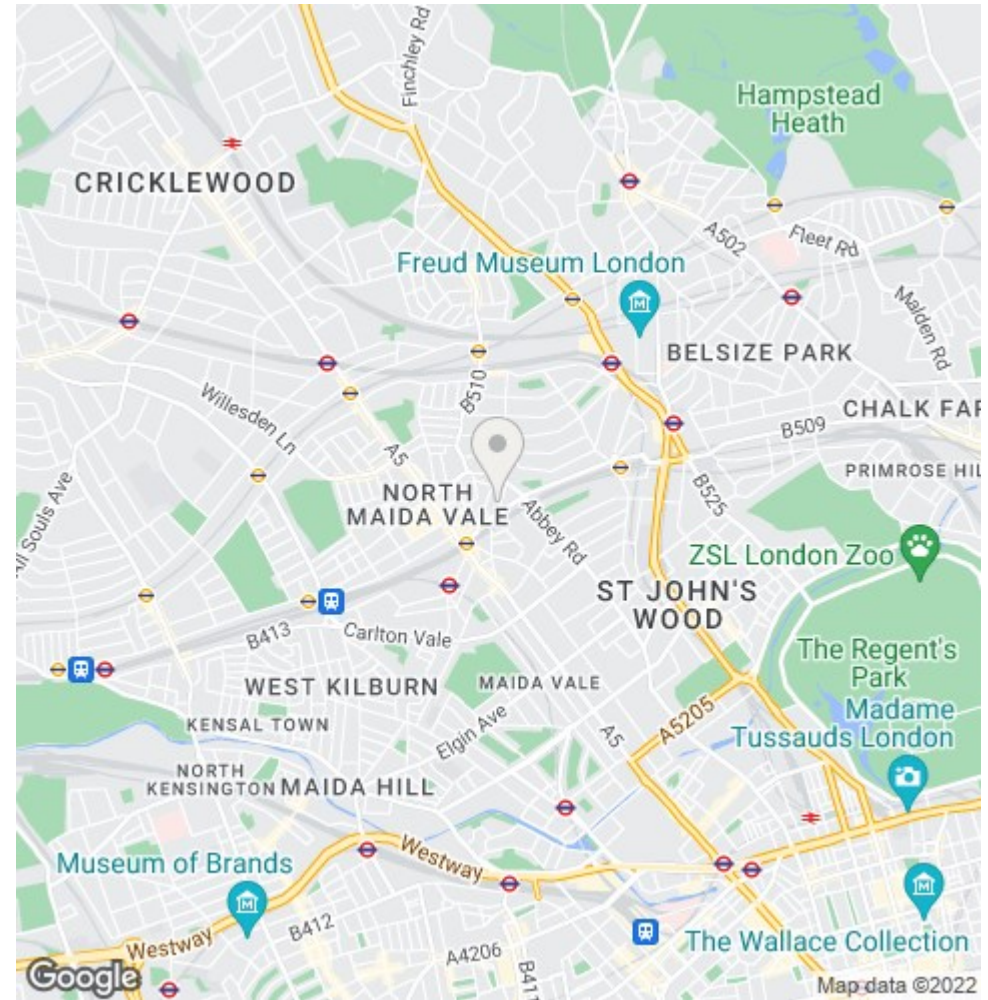 Finchley Rd
Hampstead
Heath
CRICKLEWOOD
A502
Fleet Rd
Freud Museum London
Malden Rd
BELSIZE PARK
B510
Willesden Ln
CHALK FAR
B509
A5
PRIMROSE HIL
B525
NORTH
MAIDA VALE
Abbey Rd
All Souls Ave
ZSL London Zoo
ST JOHN'S
WOOD
B413
Carlton Vale
The Regent's
Park
WEST KILBURN
MAIDA VALE
Madame
Tussauds London
KENSAL TOWN
Elgin Ave
A5
A5205
NORTH
KENSINGTON
MAIDA HILL
Museum of Brands
Westway
B412
Westway
A4206
B411
The Wallace Collection
Google
Map data ©2022